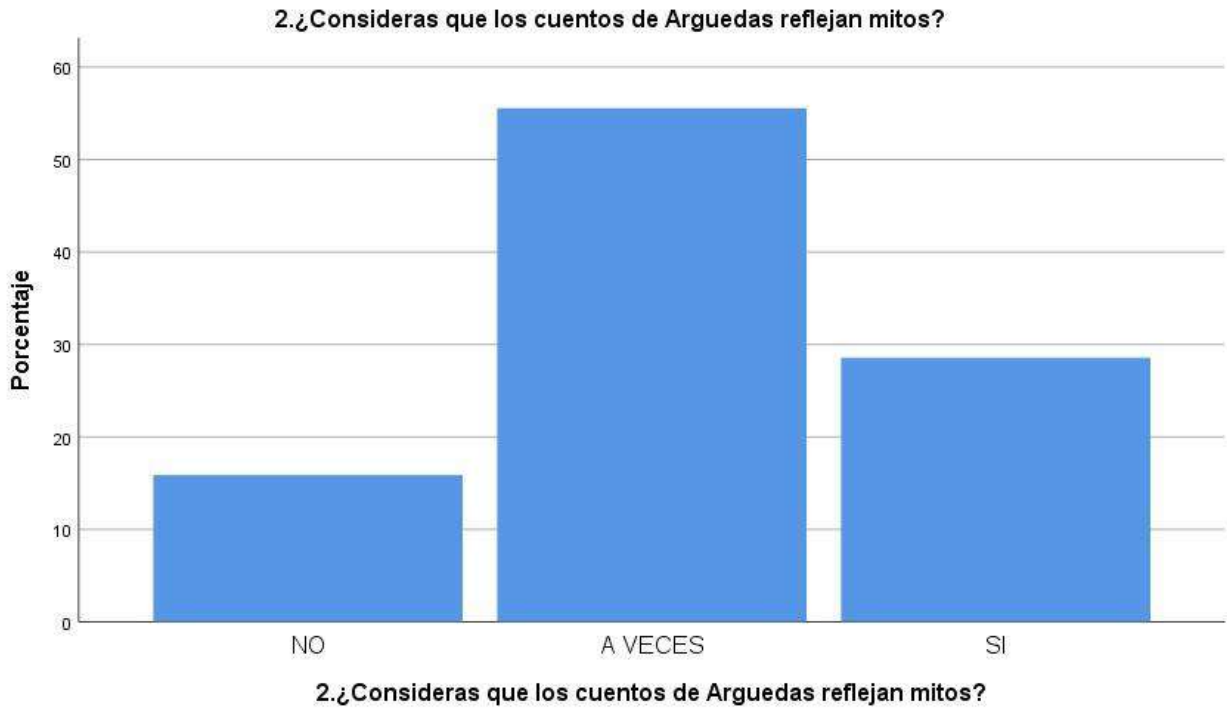 2.¿Consideras que los cuentos de Arguedas reflejan mitos?
60
50
40
30
20
10
0
Porcentaje
NO
A VECES
SI
2.¿Consideras que los cuentos de Arguedas reflejan mitos?